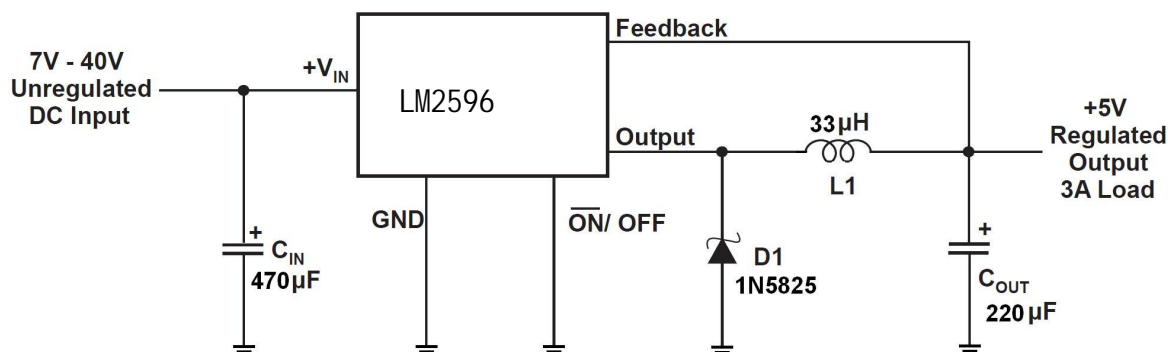 Feedback
7V - 40V
Unregulated
DC Input
+VIN
LM2596
+5V
Regulated
Output
3A Load
33µH
Output
L1
GND
ON/ OFF
+
CIN
470µF
D1
1N5825
+
COUT
220µF